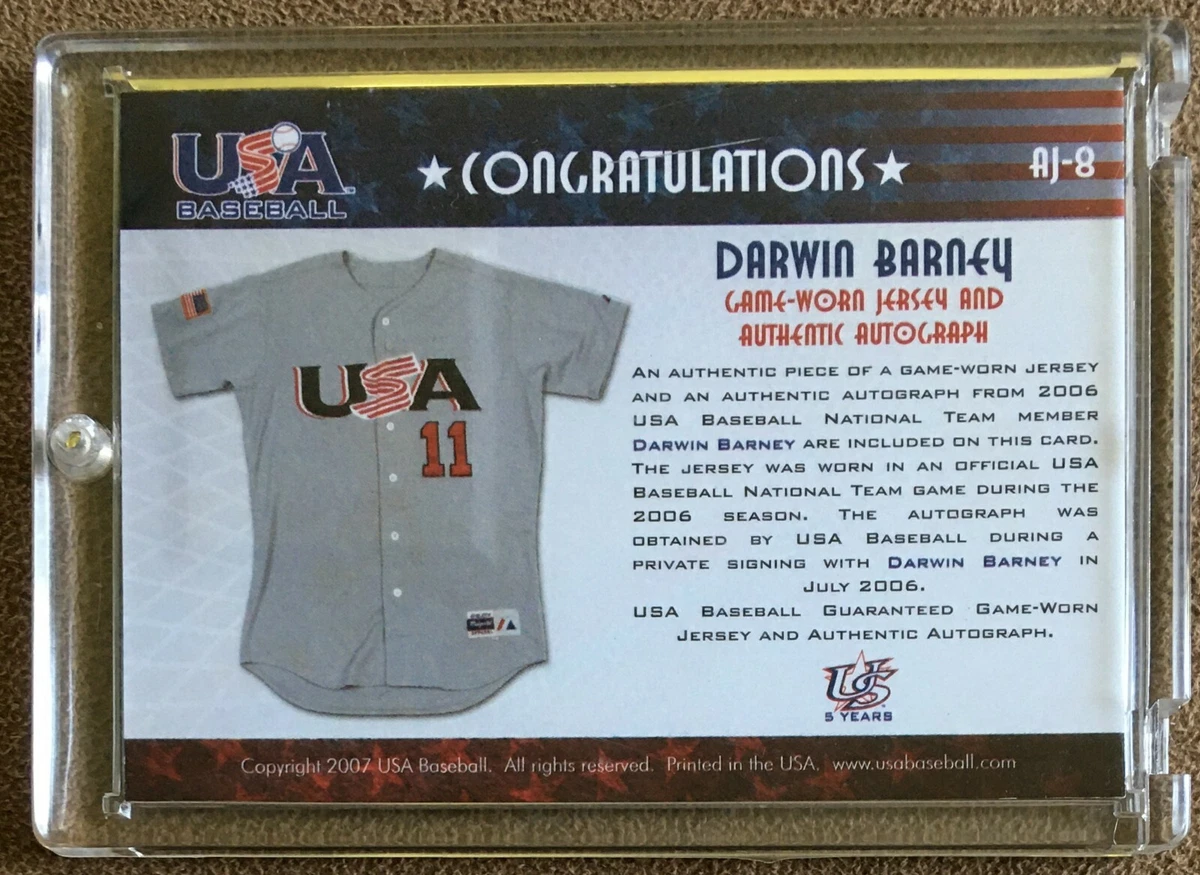 USA
BASEBALL
★CONGRATULATIONS★
AJ-8
DARWIN BARNEY
GAME-WORN JERSEY AND
AUTHENTIC AUTOGRAPH
USA
11
AN AUTHENTIC PIECE OF A GAME-WORN JERSEY
AND AN AUTHENTIC AUTOGRAPH FROM 2006
USA BASEBALL NATIONAL TEAM MEMBER
DARWIN BARNEY ARE INCLUDED ON THIS CARD.
THE JERSEY WAS WORN IN AN OFFICIAL USA
BASEBALL NATIONAL TEAM GAME DURING THE
2006 SEASON. THE AUTOGRAPH WAS
OBTAINED BY USA BASEBALL DURING A
PRIVATE SIGNING WITH DARWIN BARNEY IN
JULY 2006.
USA BASEBALL GUARANTEED GAME-WORN
JERSEY AND AUTHENTIC AUTOGRAPH.
US
5 YEARS
Copyright 2007 USA Baseball. All rights reserved. Printed in the USA. www.usabaseball.com